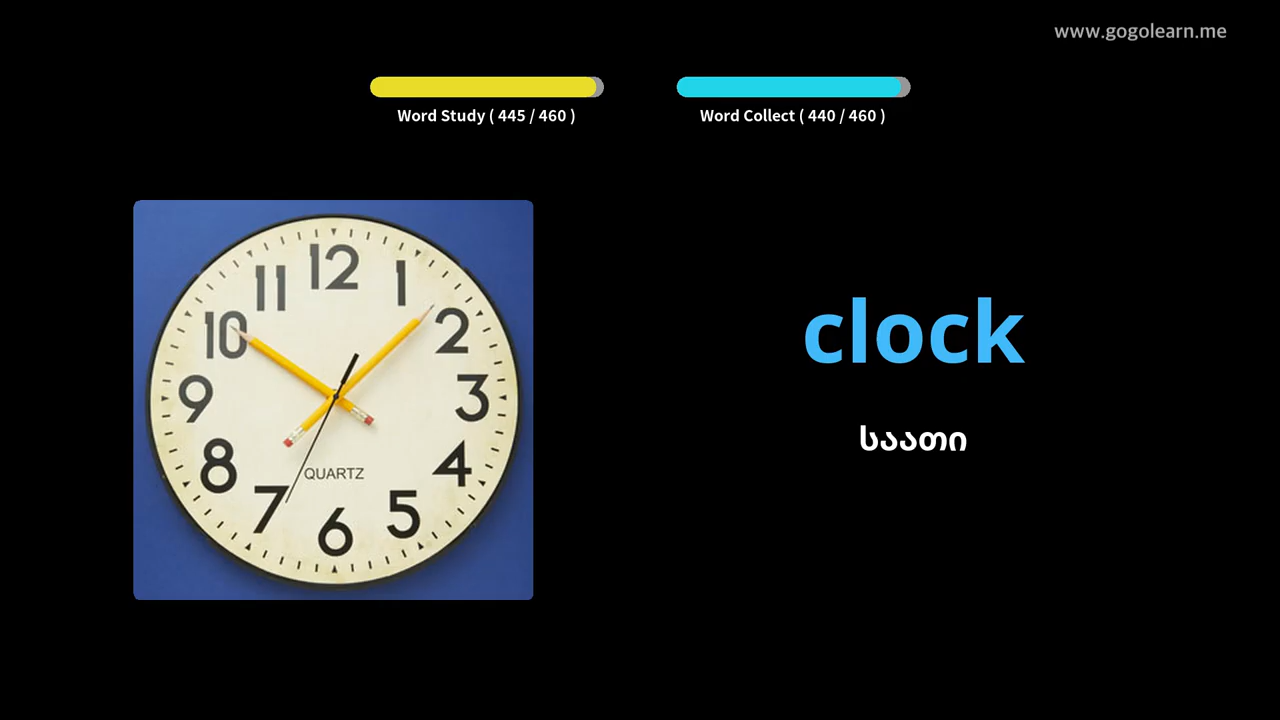 www.gogolearn.me
Word Study ( 445 / 460 )
Word Collect ( 440 / 460 )
12
11
1
10
2
9
3
8
4
QUARTZ
7
5
6
clock
საათი